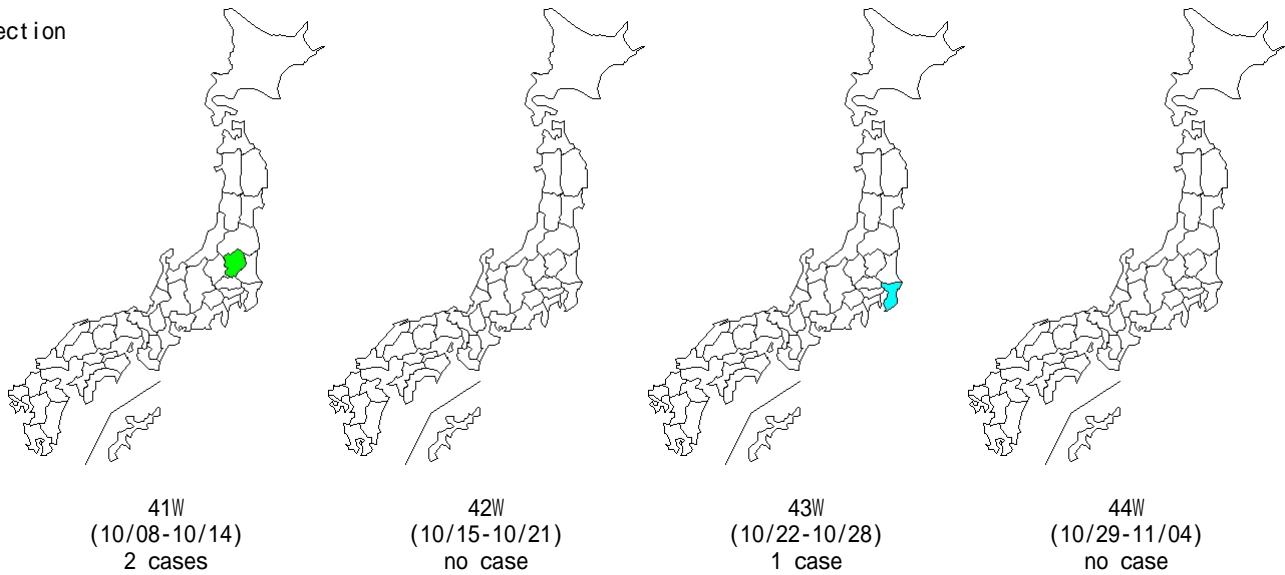 ection
41W
(10/08-10/14)
2 cases
42W
(10/15-10/21)
no case
43W
(10/22-10/28)
1 case
44W
(10/29-11/04)
no case